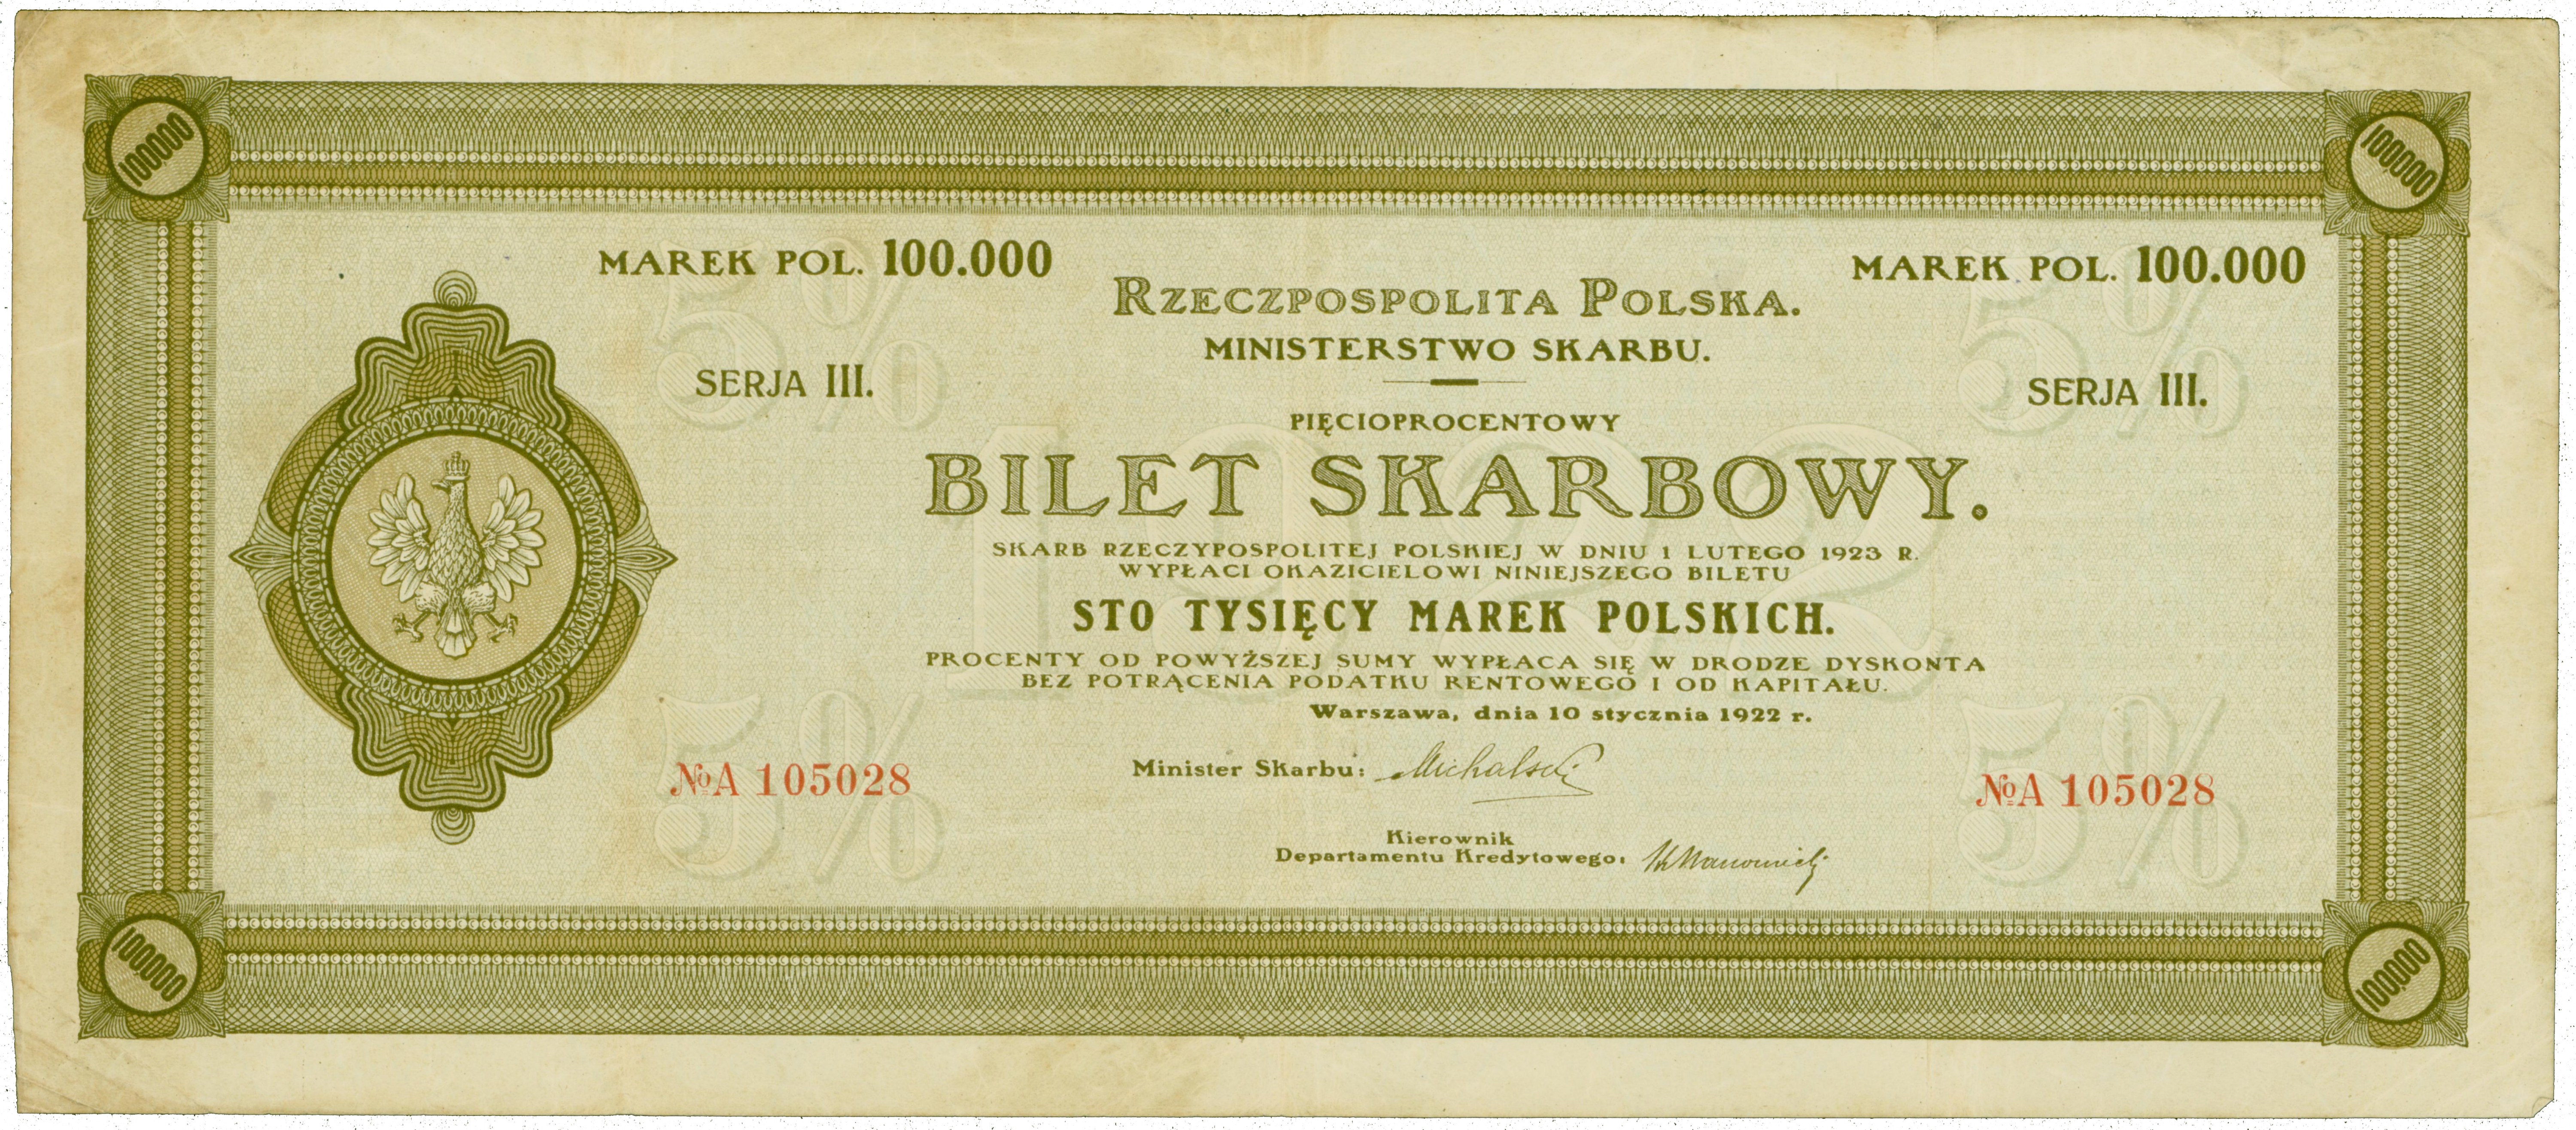 100000
100000
MAREK POL. 100.000
MAREK POL. 100.000
RZECZPOSPOLITA POLSKA.
MINISTERSTWO SKARBU.
SERJA III.
SERJA III.
5%
5%
PIĘCIOPROCENTOWY
BILET SKARBOWY.
1922
SKARB RZECZYPOSPOLITEJ POLSKIEJ W DNIU 1 LUTEGO 1923 R.
WYPŁACI OKAZICIELOWI NINIEJSZEGO BILETU
STO TYSIĘCY MAREK POLSKICH.
PROCENTY OD POWYŻSZEJ SUMY WYPŁACA SIĘ W DRODZE DYSKONTA
BEZ POTRĄCENIA PODATKU RENTOWEGO I OD KAPITAŁU.
Warszawa, dnia 10 stycznia 1922 r.
5%
5%
№A 105028
Minister Skarbu: Michalski
№A 105028
Kierownik
Departamentu Kredytowego:
100000
100000